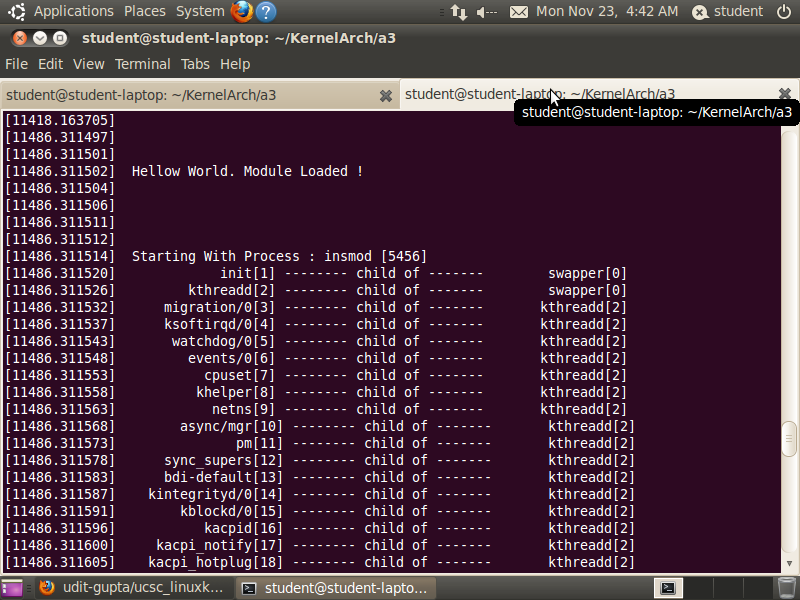 Applications Places System Mon Nov 23, 4:42 AM student
student@student-laptop: ~/KernelArch/a3
File Edit View Terminal Tabs Help
student@student-laptop: ~/KernelArch/a3 student@student-laptop: ~/KernelArch/a3
student@student-laptop: ~/KernelArch/a3
[11418.163705]
[11486.311497]
[11486.311501]
[11486.311502] Hellow World. Module Loaded !
[11486.311504]
[11486.311506]
[11486.311511]
[11486.311512]
[11486.311514] Starting With Process : insmod [5456]
[11486.311520] init[1] -------- child of ------- swapper[0]
[11486.311526] kthreadd[2] -------- child of ------- swapper[0]
[11486.311532] migration/0[3] -------- child of ------- kthreadd[2]
[11486.311537] ksoftirqd/0[4] -------- child of ------- kthreadd[2]
[11486.311543] watchdog/0[5] -------- child of ------- kthreadd[2]
[11486.311548] events/0[6] -------- child of ------- kthreadd[2]
[11486.311553] cpuset[7] -------- child of ------- kthreadd[2]
[11486.311558] khelper[8] -------- child of ------- kthreadd[2]
[11486.311563] netns[9] -------- child of ------- kthreadd[2]
[11486.311568] async/mgr[10] -------- child of ------- kthreadd[2]
[11486.311573] pm[11] -------- child of ------- kthreadd[2]
[11486.311578] sync_supers[12] -------- child of ------- kthreadd[2]
[11486.311583] bdi-default[13] -------- child of ------- kthreadd[2]
[11486.311587] kintegrityd/0[14] -------- child of ------- kthreadd[2]
[11486.311591] kblockd/0[15] -------- child of ------- kthreadd[2]
[11486.311596] kacpid[16] -------- child of ------- kthreadd[2]
[11486.311600] kacpi_notify[17] -------- child of ------- kthreadd[2]
[11486.311605] kacpi_hotplug[18] -------- child of ------- kthreadd[2]
udit-gupta/ucsc_linuxk... student@student-lapto...